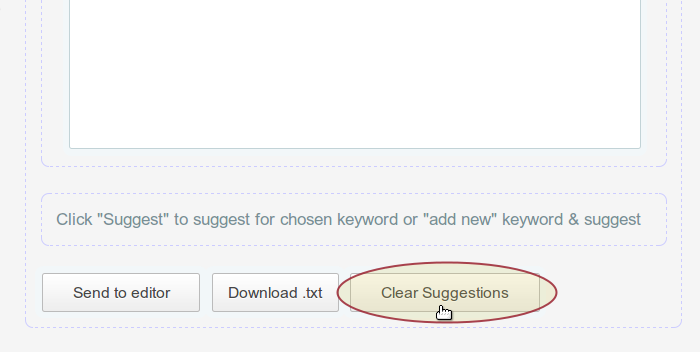 Click "Suggest" to suggest for chosen keyword or "add new" keyword & suggest
Send to editor
Download .txt
Clear Suggestions